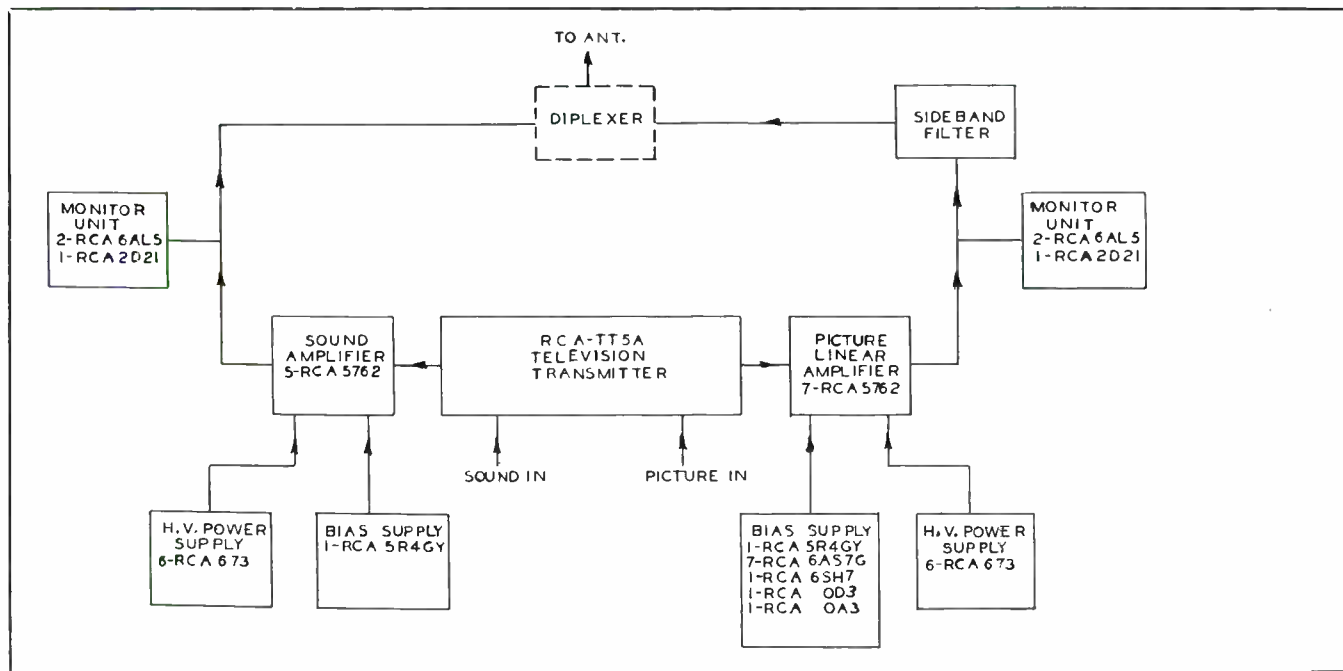 TO ANT.
DIPLEXER
SIDEBAND
FILTER
MONITOR
UNIT
2-RCA 6AL5
1-RCA 2D21
MONITOR
UNIT
2-RCA 6AL5
1-RCA 2D21
SOUND
AMPLIFIER
5-RCA 5762
RCA-TT5A
TELEVISION
TRANSMITTER
PICTURE
LINEAR
AMPLIFIER
7-RCA 5762
SOUND IN
PICTURE IN
H.V. POWER
SUPPLY
6-RCA 673
BIAS SUPPLY
1-RCA 5R4GY
BIAS SUPPLY
1-RCA 5R4GY
7-RCA 6AS7G
1-RCA 6SH7
1-RCA OD3
1-RCA OA3
H.V. POWER
SUPPLY
6-RCA 673